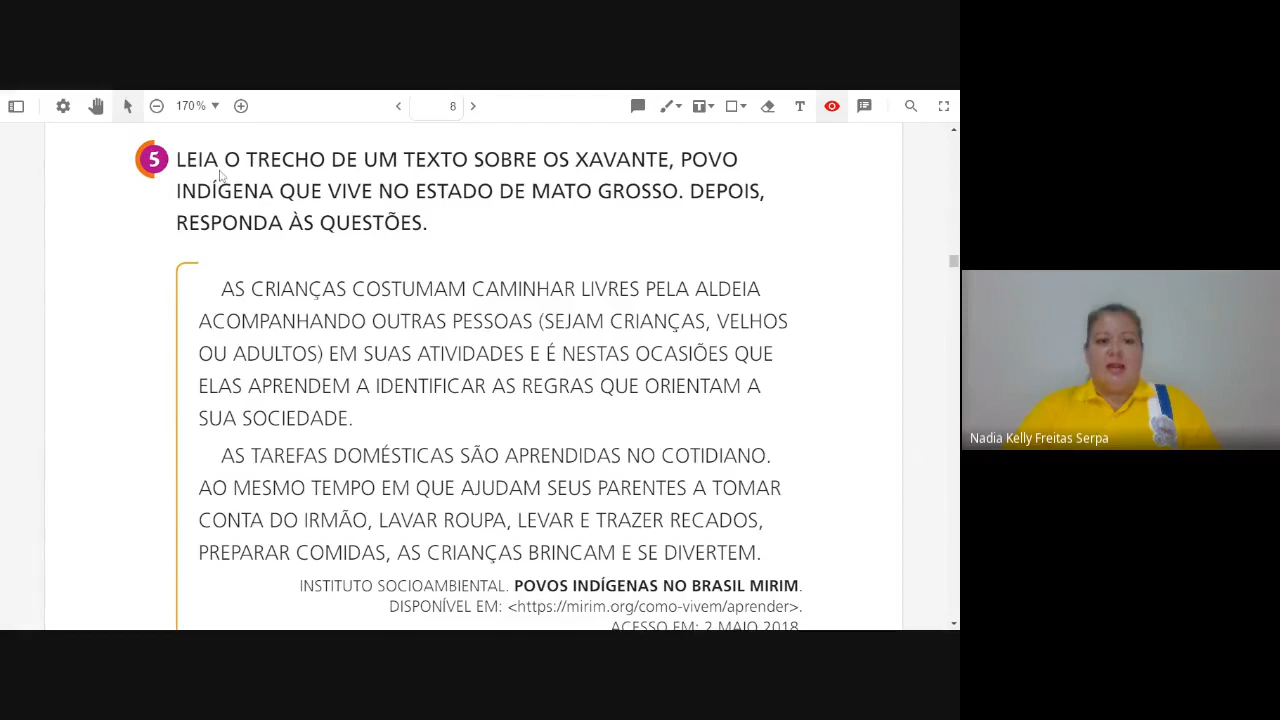 170%
8
5 LEIA O TRECHO DE UM TEXTO SOBRE OS XAVANTE, POVO
INDÍGENA QUE VIVE NO ESTADO DE MATO GROSSO. DEPOIS,
RESPONDA ÀS QUESTÕES.
AS CRIANÇAS COSTUMAM CAMINHAR LIVRES PELA ALDEIA
ACOMPANHANDO OUTRAS PESSOAS (SEJAM CRIANÇAS, VELHOS
OU ADULTOS) EM SUAS ATIVIDADES E É NESTAS OCASIÕES QUE
ELAS APRENDEM A IDENTIFICAR AS REGRAS QUE ORIENTAM A
SUA SOCIEDADE.
AS TAREFAS DOMÉSTICAS SÃO APRENDIDAS NO COTIDIANO.
AO MESMO TEMPO EM QUE AJUDAM SEUS PARENTES A TOMAR
CONTA DO IRMÃO, LAVAR ROUPA, LEVAR E TRAZER RECADOS,
PREPARAR COMIDAS, AS CRIANÇAS BRINCAM E SE DIVERTEM.
INSTITUTO SOCIOAMBIENTAL. POVOS INDÍGENAS NO BRASIL MIRIM.
DISPONÍVEL EM: <https://mirim.org/como-vivem/aprender>.
ACESSO EM: 2 MAIO 2018.
Nadia Kelly Freitas Serpa